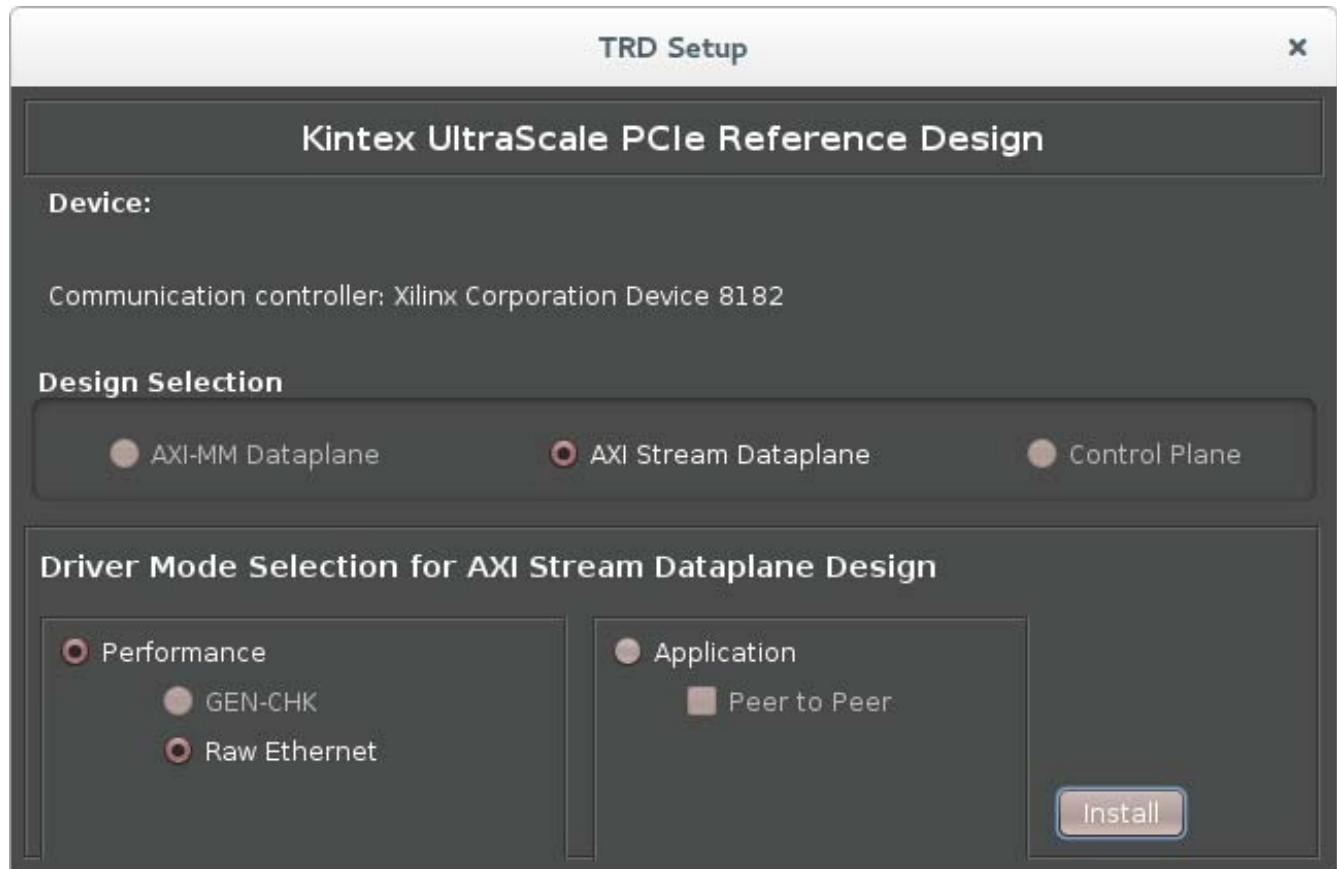 TRD Setup
Kintex UltraScale PCIe Reference Design
Device:
Communication controller: Xilinx Corporation Device 8182
Design Selection
AXI-MM Dataplane AXI Stream Dataplane Control Plane
Driver Mode Selection for AXI Stream Dataplane Design
Performance Application
GEN-CHK Peer to Peer
Raw Ethernet
Install